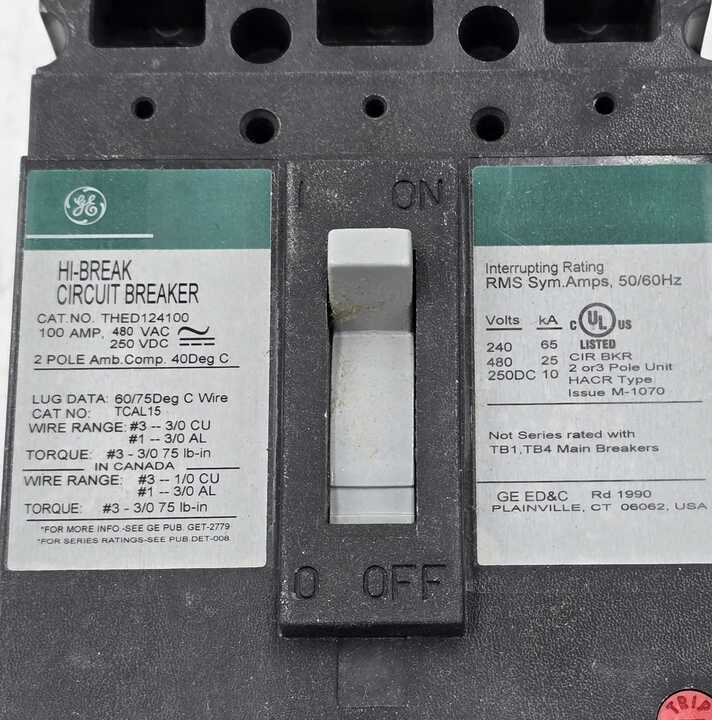 GE
HI-BREAK
CIRCUIT BREAKER
CAT.NO. THED124100
100 AMP, 480 VAC
250 VDC
2 POLE Amb.Comp. 40Deg C
LUG DATA: 60/75Deg C Wire
CAT NO: TCAL15
WIRE RANGE: #3 -- 3/0 CU
#1 -- 3/0 AL
TORQUE: #3 - 3/0 75 lb-in
IN CANADA
WIRE RANGE: #3 -- 1/0 CU
#1 -- 3/0 AL
TORQUE: #3 - 3/0 75 lb-in
*FOR MORE INFO.-SEE GE PUB. GET-2779
*FOR SERIES RATINGS-SEE PUB.DET-008
I ON
O OFF
Interrupting Rating
RMS Sym.Amps, 50/60Hz
Volts kA
240 65
480 25
250DC 10
C UL US
LISTED
CIR BKR
2 or3 Pole Unit
HACR Type
Issue M-1070
Not Series rated with
TB1,TB4 Main Breakers
GE ED&C Rd 1990
PLAINVILLE, CT 06062, USA
TRIP